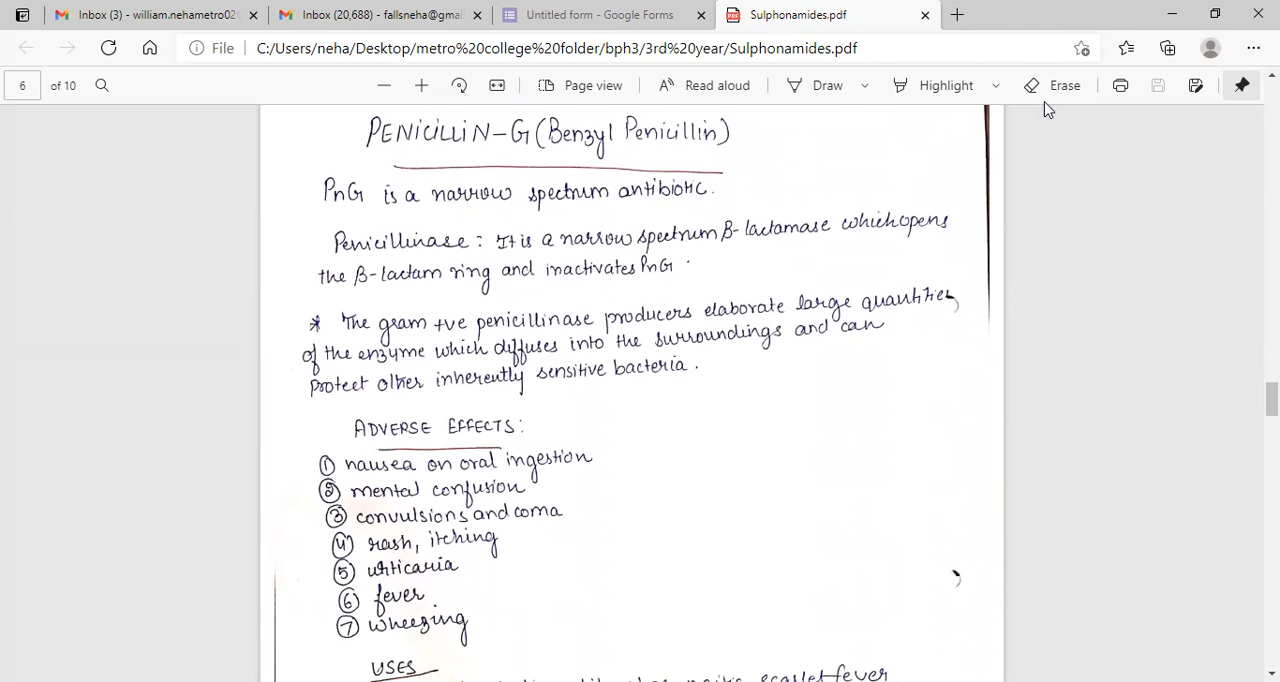 Inbox (3) - william.nehametro02
Inbox (20,688) - fallsneha@gma
Untitled form - Google Forms
Sulphonamides.pdf
File
C:/Users/neha/Desktop/metro%20college%20folder/bph3/3rd%20year/Sulphonamides.pdf
6 of 10
Page view
Read aloud
Draw
Highlight
Erase
PENICILLIN-G (Benzyl Penicillin)
PnG is a narrow spectrum antibiotic.
Penicillinase : It is a narrow spectrum β-lactamase which opens
the β-lactam ring and inactivates PnG .
* The gram +ve penicillinase producers elaborate large quantities
of the enzyme which diffuses into the surroundings and can
protect other inherently sensitive bacteria .
ADVERSE EFFECTS :
① nausea on oral ingestion
② mental confusion
③ convulsions and coma
④ rash, itching
⑤ urticaria
⑥ fever
⑦ wheezing
USES
scarlet fever